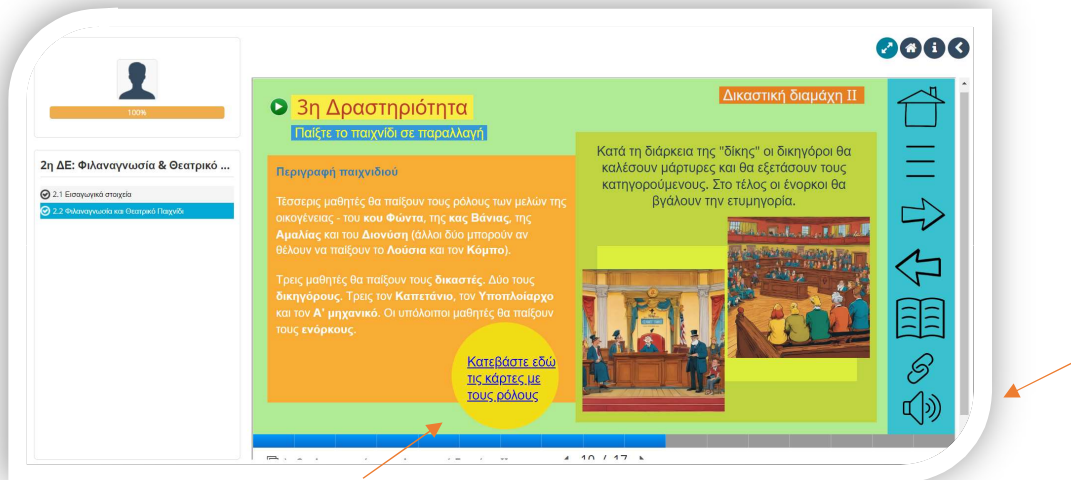 100%
2η ΔΕ: Φιλαναγνωσία & Θεατρικό ...
2.1 Εισαγωγικά στοιχεία
2.2 Φιλαναγνωσία και Θεατρικό Παιχνίδι
3η Δραστηριότητα
Παίξτε το παιχνίδι σε παραλλαγή
Περιγραφή παιχνιδιού
Τέσσερις μαθητές θα παίξουν τους ρόλους των μελών της
οικογένειας - του κου Φώντα, της κας Βάνιας, της
Αμαλίας και του Διονύση (άλλοι δύο μπορούν αν
θέλουν να παίξουν το Λούσια και τον Κόμπο).
Τρεις μαθητές θα παίξουν τους δικαστές. Δύο τους
δικηγόρους. Τρεις τον Καπετάνιο, τον Υποπλοίαρχο
και τον Α' μηχανικό. Οι υπόλοιποι μαθητές θα παίξουν
τους ενόρκους.
Κατεβάστε εδώ
τις κάρτες με
τους ρόλους
Δικαστική διαμάχη ΙΙ
Κατά τη διάρκεια της "δίκης" οι δικηγόροι θα
καλέσουν μάρτυρες και θα εξετάσουν τους
κατηγορούμενους. Στο τέλος οι ένορκοι θα
βγάλουν την ετυμηγορία.
10 / 17